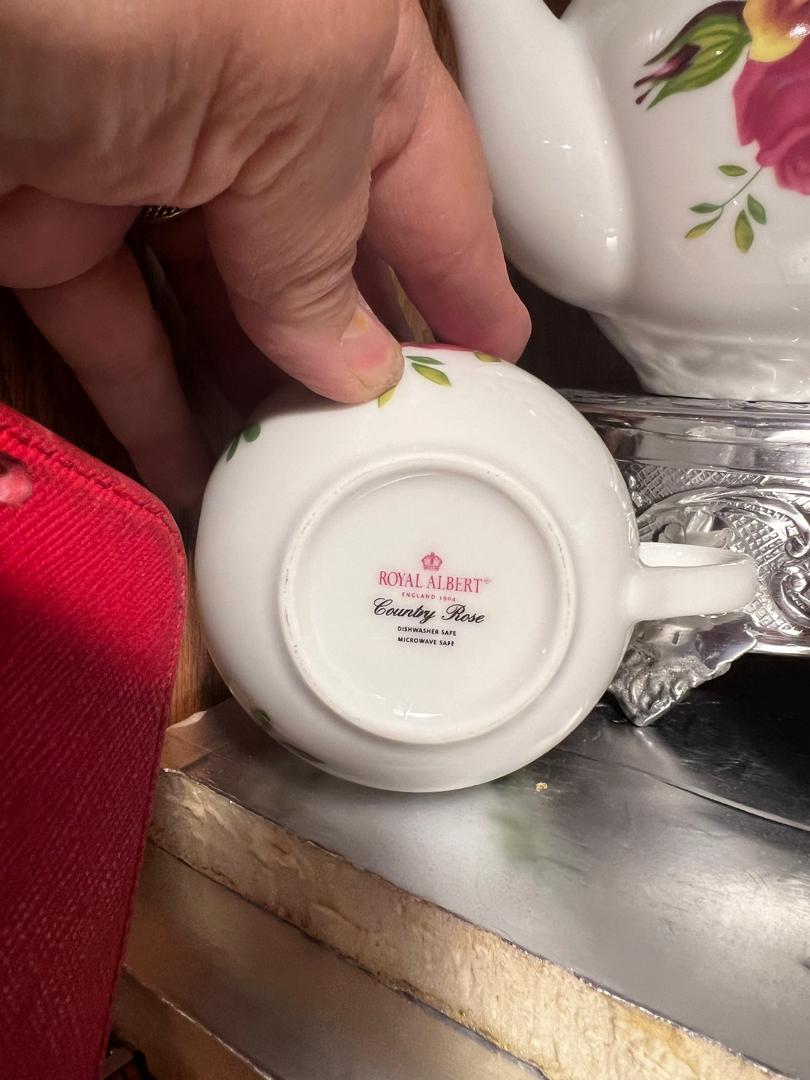 ROYAL ALBERT®
ENGLAND 1904
Country Rose
DISHWASHER SAFE
MICROWAVE SAFE